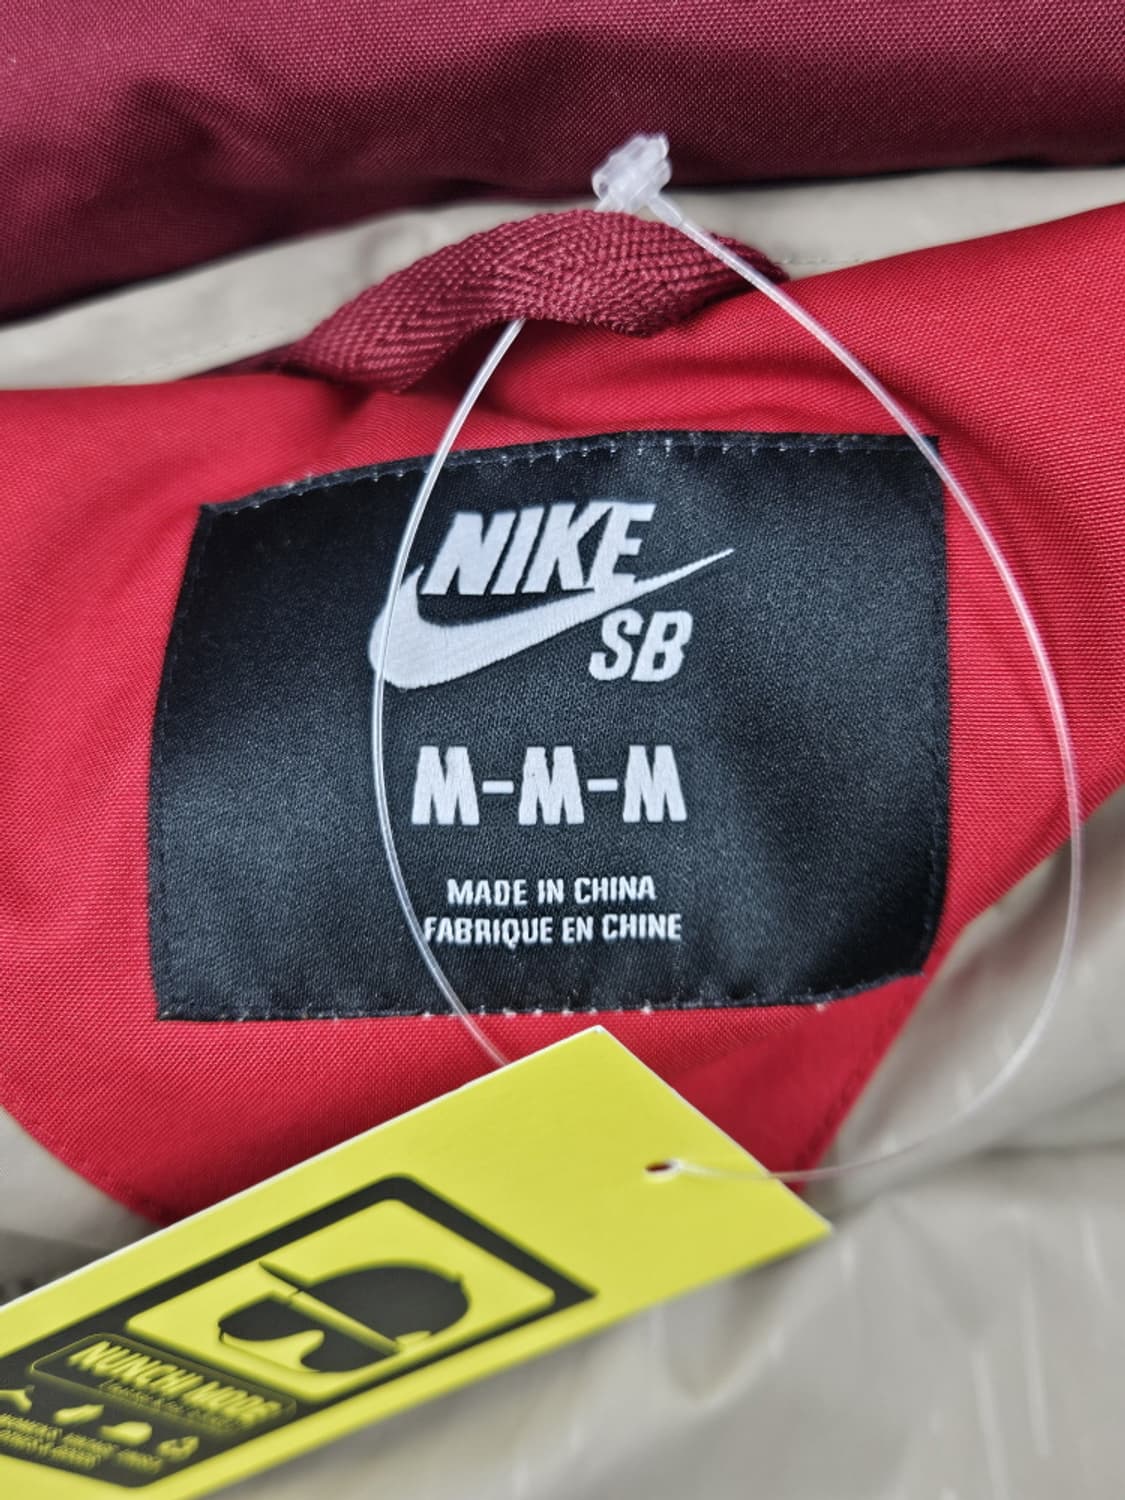 NIKE
SB
M-M-M
MADE IN CHINA
FABRIQUE EN CHINE
NUNCHI MODE